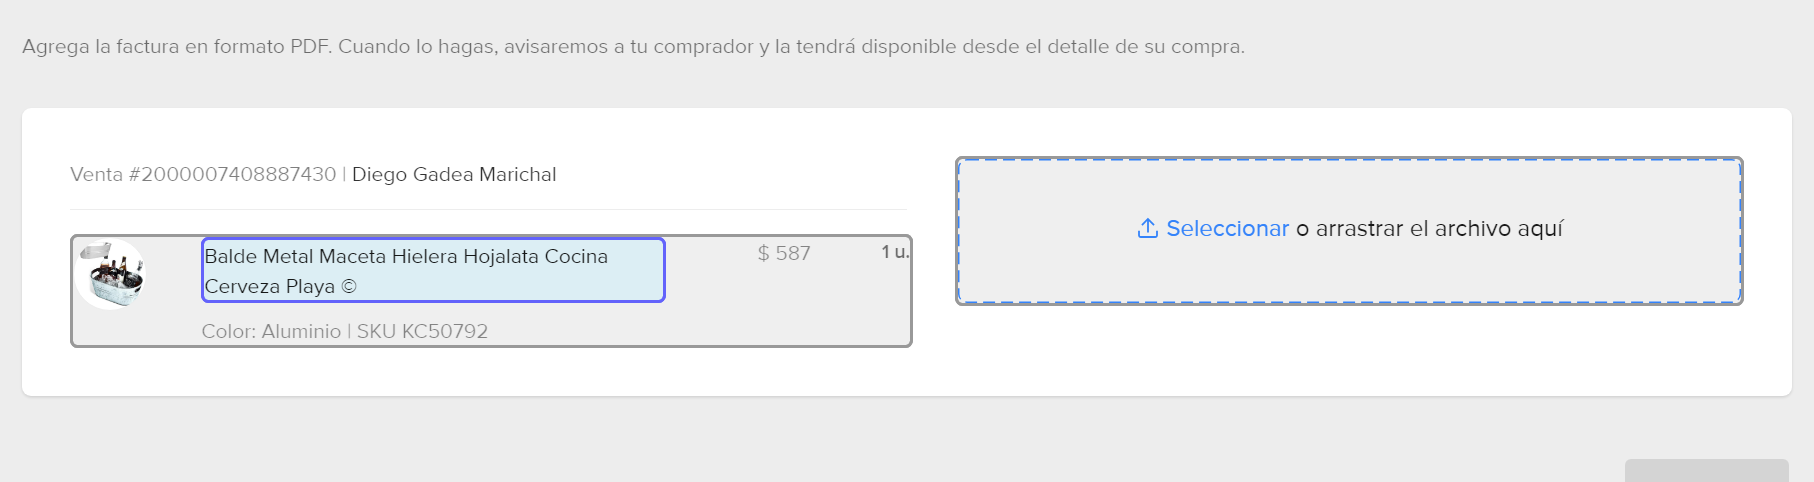 Agrega la factura en formato PDF. Cuando lo hagas, avisaremos a tu comprador y la tendrá disponible desde el detalle de su compra.
Venta #2000007408887430 | Diego Gadea Marichal
Balde Metal Maceta Hielera Hojalata Cocina
Cerveza Playa ©
$ 587
1 u.
Color: Aluminio | SKU KC50792
Seleccionar o arrastrar el archivo aquí